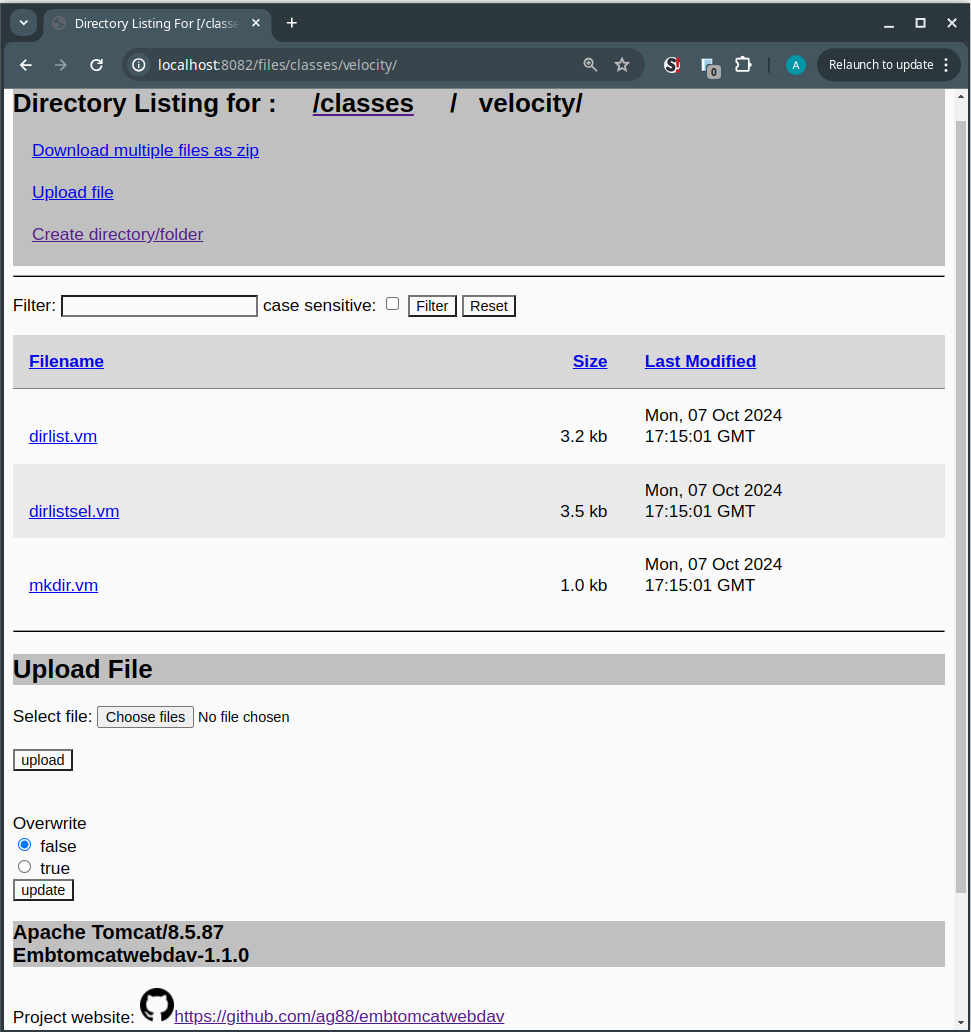 Directory Listing For [/classe
localhost:8082/files/classes/velocity/
0
A
Relaunch to update
Directory Listing for : /classes / velocity/
Download multiple files as zip
Upload file
Create directory/folder
Filter: case sensitive: Filter Reset
Filename Size Last Modified
Mon, 07 Oct 2024
dirlist.vm 3.2 kb 17:15:01 GMT
Mon, 07 Oct 2024
dirlistsel.vm 3.5 kb 17:15:01 GMT
Mon, 07 Oct 2024
mkdir.vm 1.0 kb 17:15:01 GMT
Upload File
Select file: Choose files No file chosen
upload
Overwrite
false
true
update
Apache Tomcat/8.5.87
Embtomcatwebdav-1.1.0
Project website: https://github.com/ag88/embtomcatwebdav